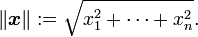 ‖𝒙‖ := √(x₁² + ··· + xₙ²).